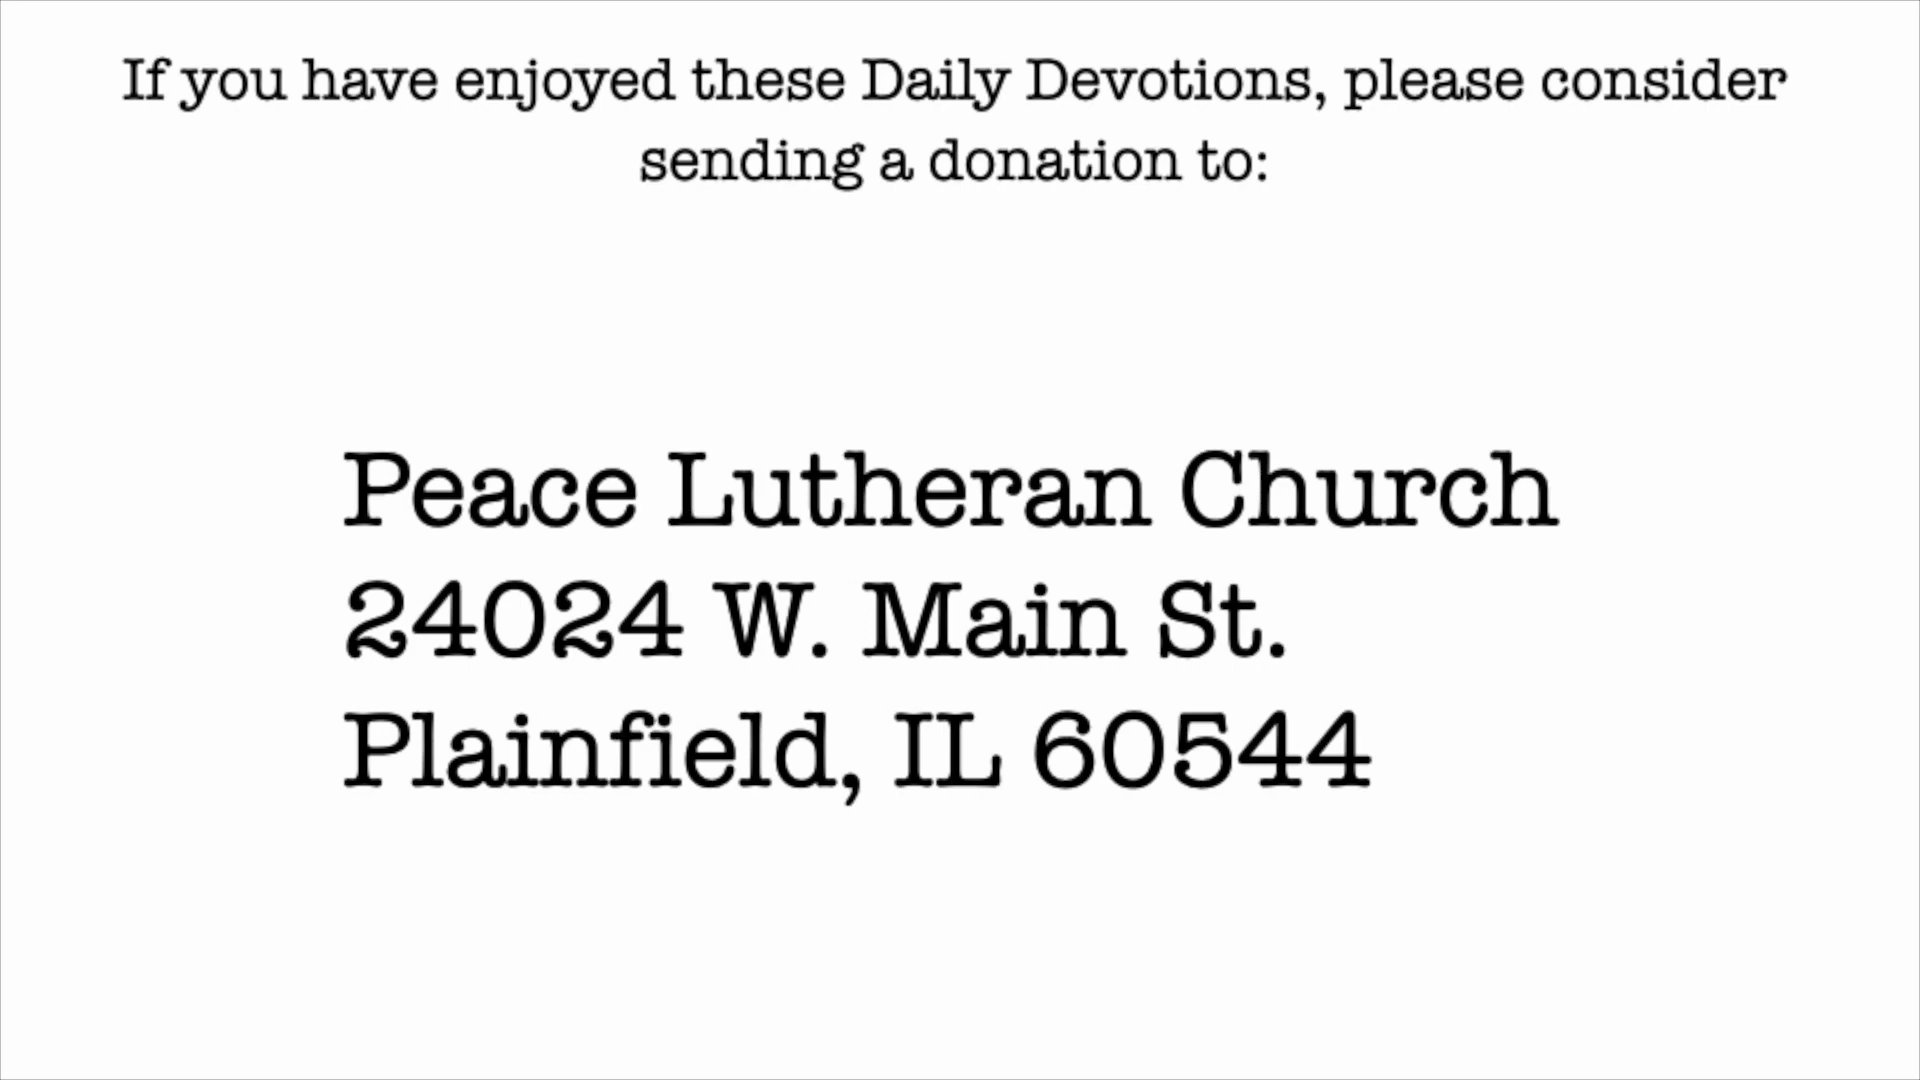 If you have enjoyed these Daily Devotions, please consider
sending a donation to:
Peace Lutheran Church
24024 W. Main St.
Plainfield, IL 60544